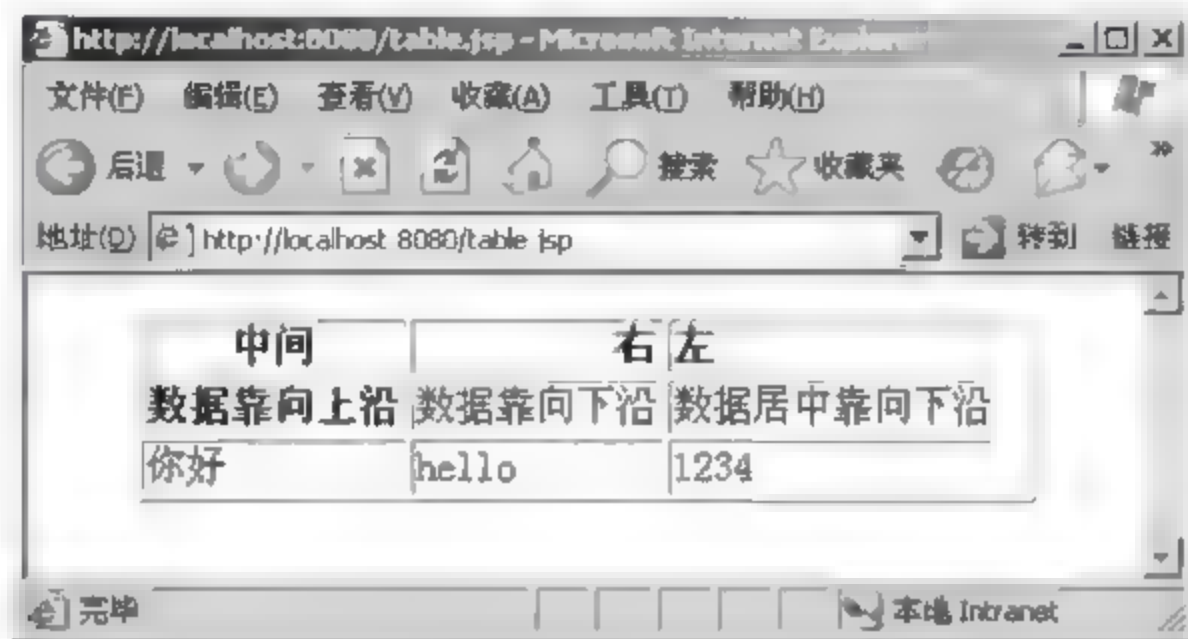 http://localhost:8080/table.jsp - Microsoft Internet Explorer
文件(F) 编辑(E) 查看(V) 收藏(A) 工具(T) 帮助(H)
后退 搜索 收藏夹 »
地址(D) http://localhost 8080/table jsp 转到 链接
中间 右 左
数据靠向上沿 数据靠向下沿 数据居中靠向下沿
你好 hello 1234
完毕 本地 Intranet